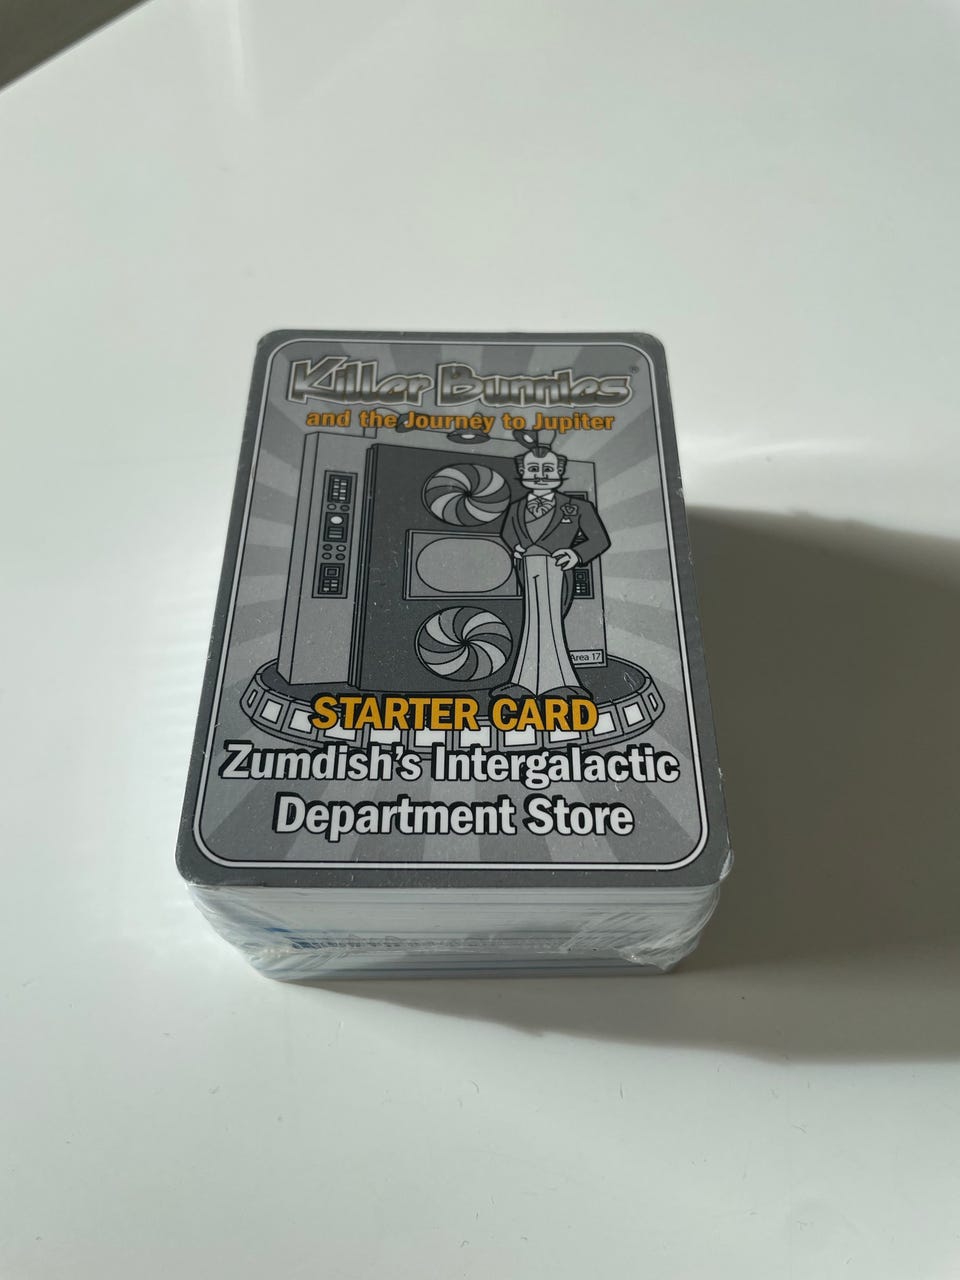 Killer Bunnies®
and the Journey to Jupiter
Area 17
STARTER CARD
Zumdish's Intergalactic
Department Store